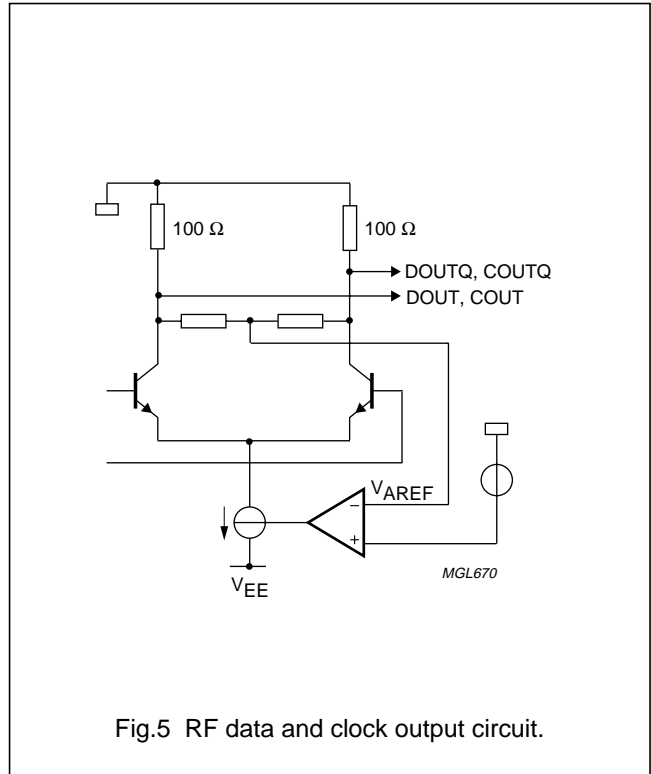 100 Ω 100 Ω
DOUTQ, COUTQ
DOUT, COUT
VAREF
−
+
MGL670
VEE
Fig.5 RF data and clock output circuit.